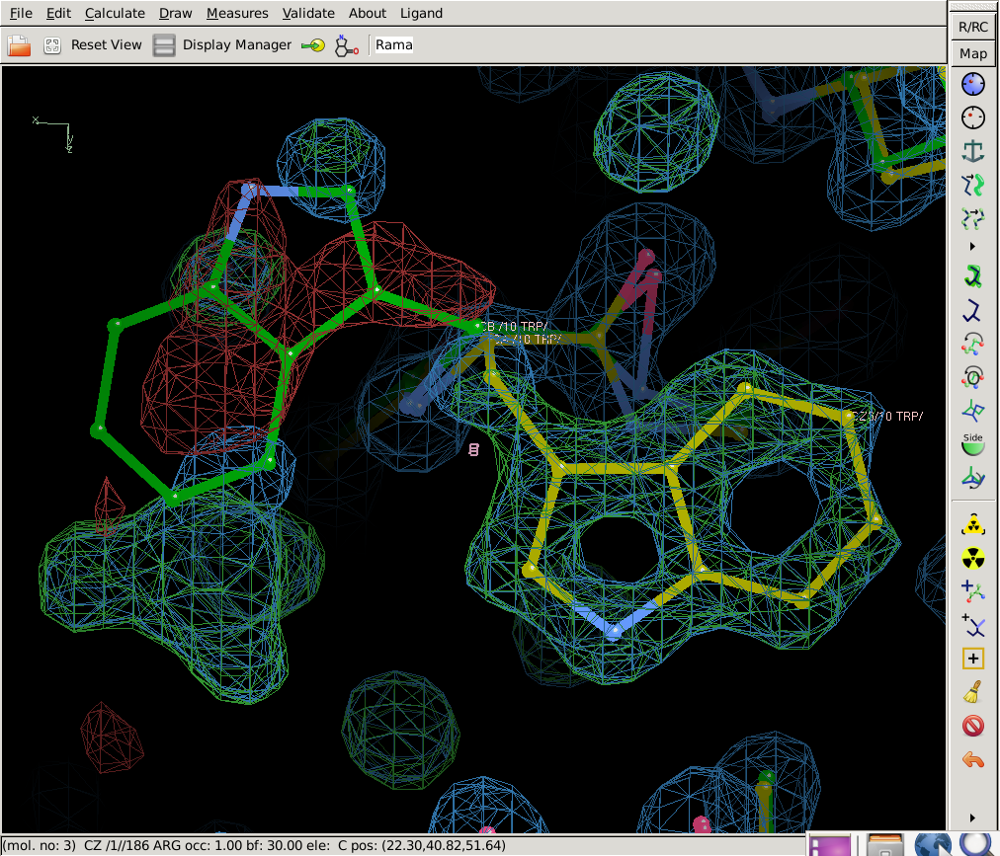 File Edit Calculate Draw Measures Validate About Ligand
Reset View Display Manager Rama
R/RC
Map
x
CB /10 TRP/
CZ3/10 TRP/
Side
(mol. no: 3) CZ /1//186 ARG occ: 1.00 bf: 30.00 ele: C pos: (22.30,40.82,51.64)